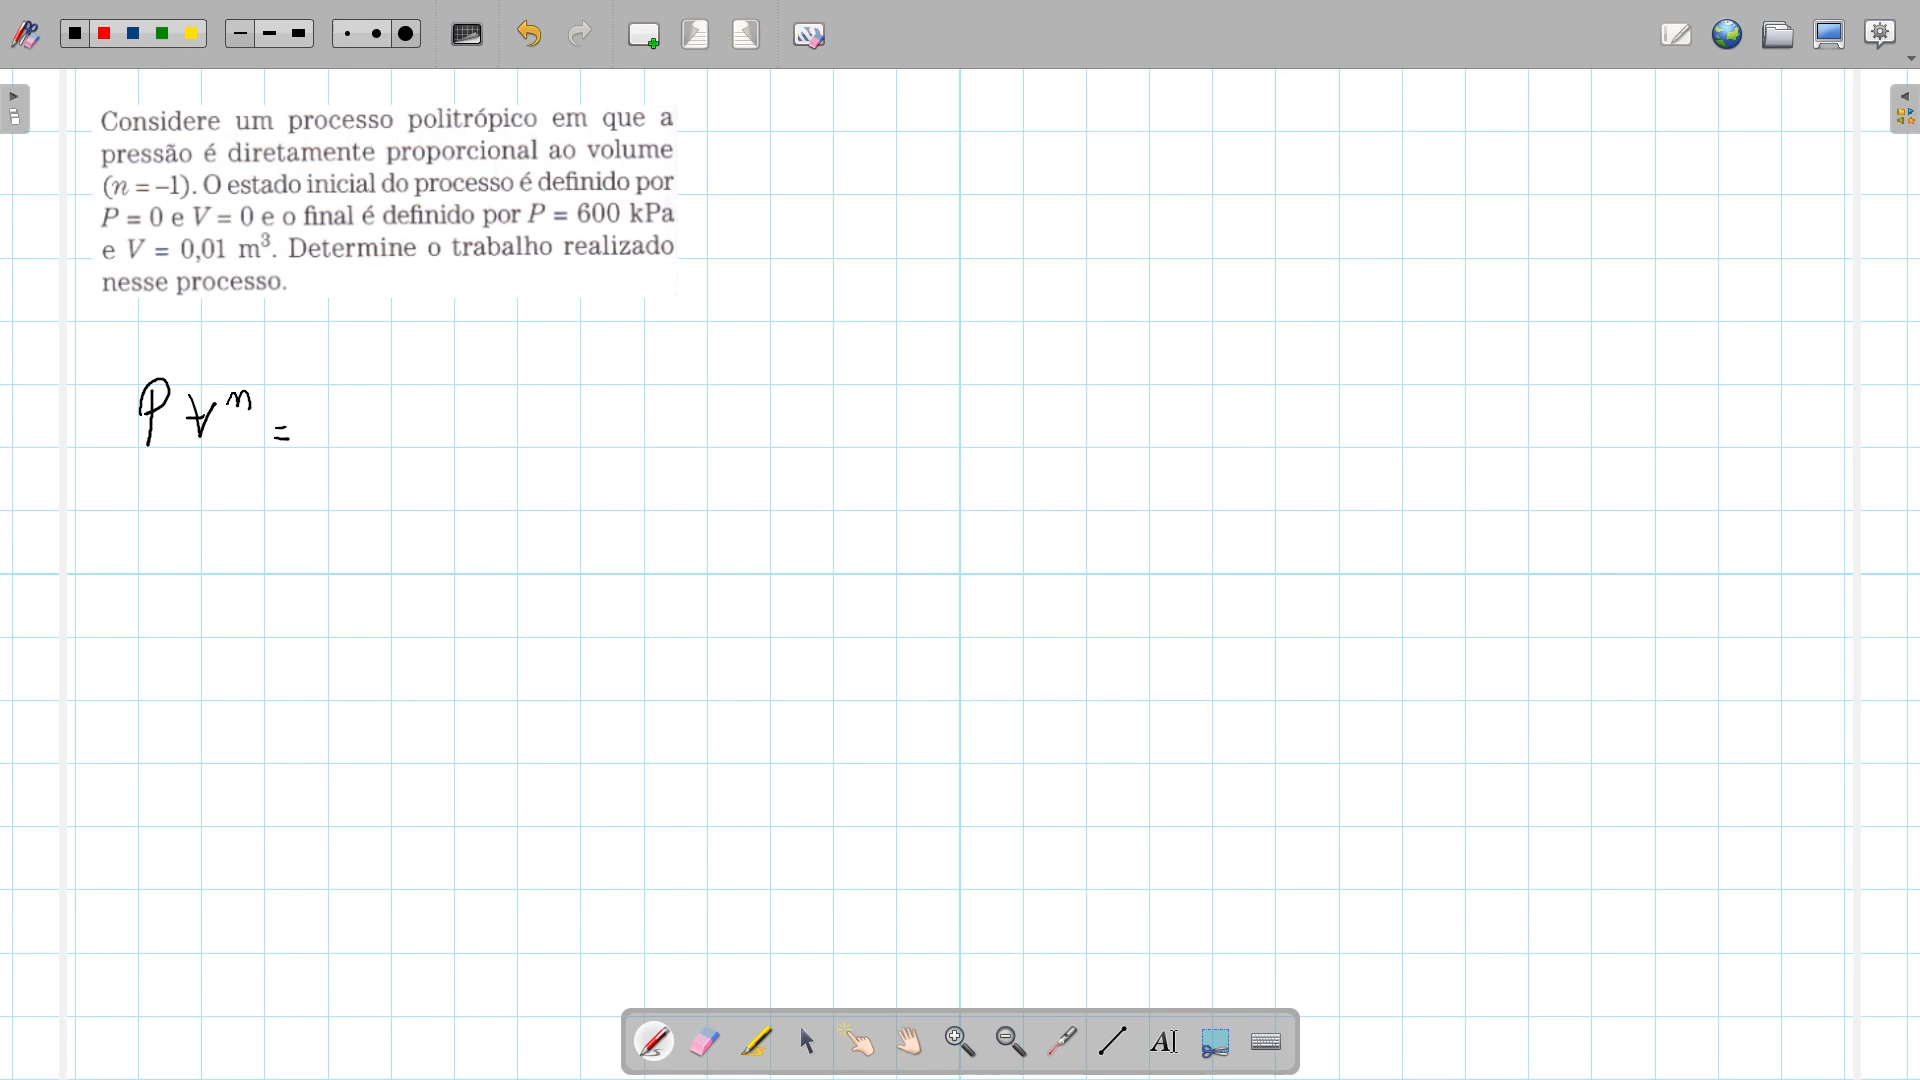 Considere um processo politrópico em que a
pressão é diretamente proporcional ao volume
(n = –1). O estado inicial do processo é definido por
P = 0 e V = 0 e o final é definido por P = 600 kPa
e V = 0,01 m³. Determine o trabalho realizado
nesse processo.
P Vⁿ =